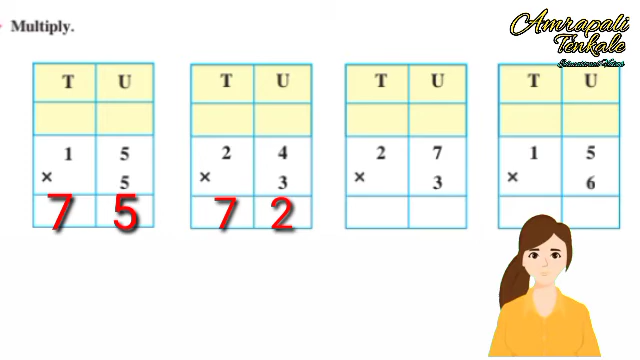 Multiply.
Amrapali
Tenkale
Educational Videos
T U T U T U T U
1 5 2 4 2 7 1 5
× 5 × 3 × 3 × 6
7 5 7 2